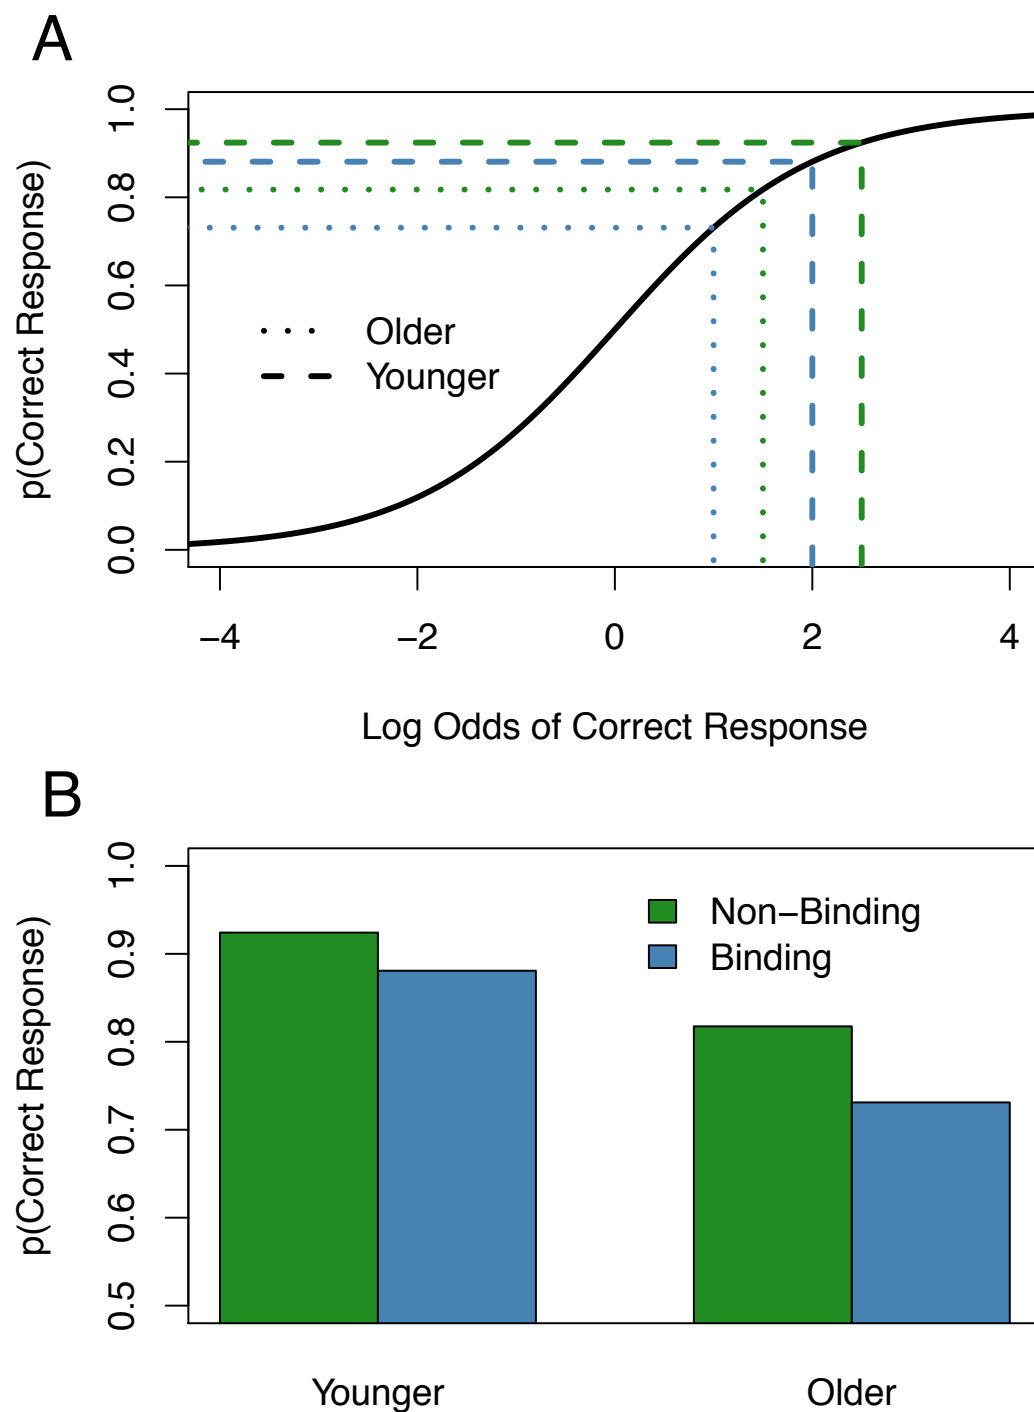 A
p(Correct Response)
1.0
0.8
0.6
0.4
0.2
0.0
Older
Younger
−4
−2
0
2
4
Log Odds of Correct Response
B
p(Correct Response)
1.0
0.9
0.8
0.7
0.6
0.5
Non−Binding
Binding
Younger
Older